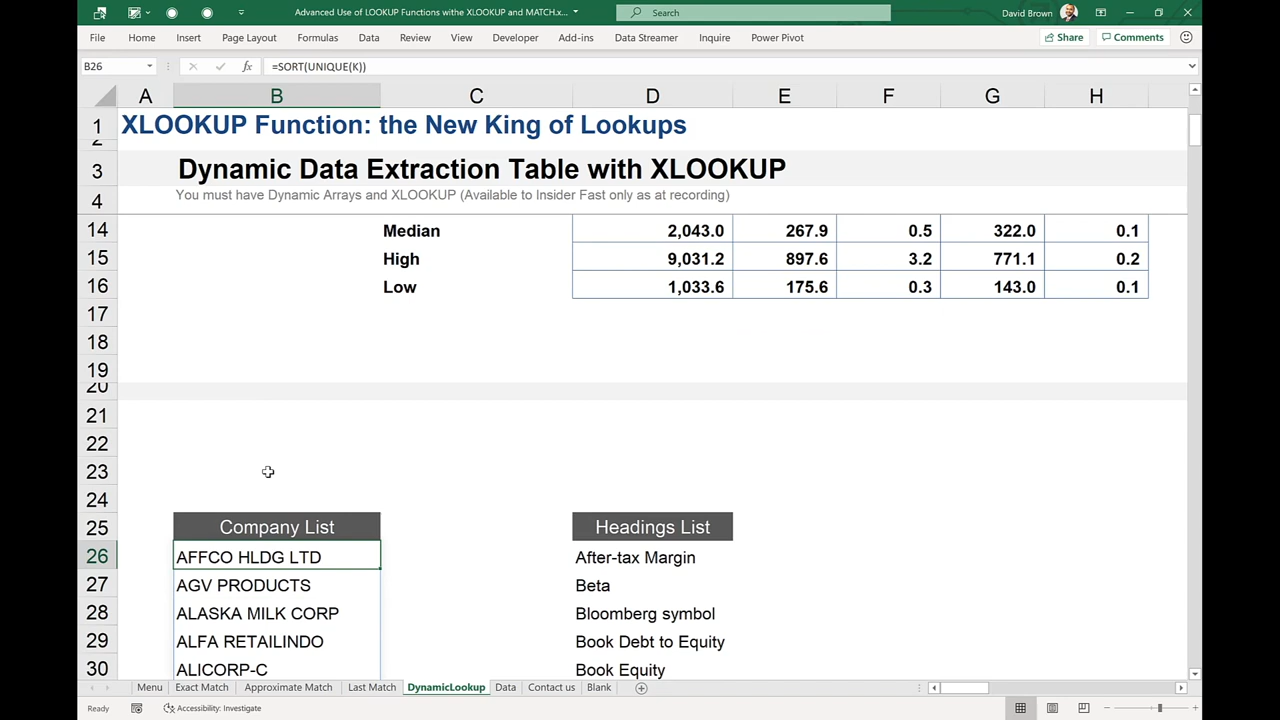 Advanced Use of LOOKUP Functions withe XLOOKUP and MATCH.x...
Search
David Brown
File Home Insert Page Layout Formulas Data Review View Developer Add-ins Data Streamer Inquire Power Pivot Share Comments
B26 fx =SORT(UNIQUE(K))
A B C D E F G H
1 XLOOKUP Function: the New King of Lookups
2
3 Dynamic Data Extraction Table with XLOOKUP
4 You must have Dynamic Arrays and XLOOKUP (Available to Insider Fast only as at recording)
14 Median 2,043.0 267.9 0.5 322.0 0.1
15 High 9,031.2 897.6 3.2 771.1 0.2
16 Low 1,033.6 175.6 0.3 143.0 0.1
17
18
19
20
21
22
23
24
25 Company List Headings List
26 AFFCO HLDG LTD After-tax Margin
27 AGV PRODUCTS Beta
28 ALASKA MILK CORP Bloomberg symbol
29 ALFA RETAILINDO Book Debt to Equity
30 ALICORP-C Book Equity
Menu Exact Match Approximate Match Last Match DynamicLookup Data Contact us Blank
Ready Accessibility: Investigate